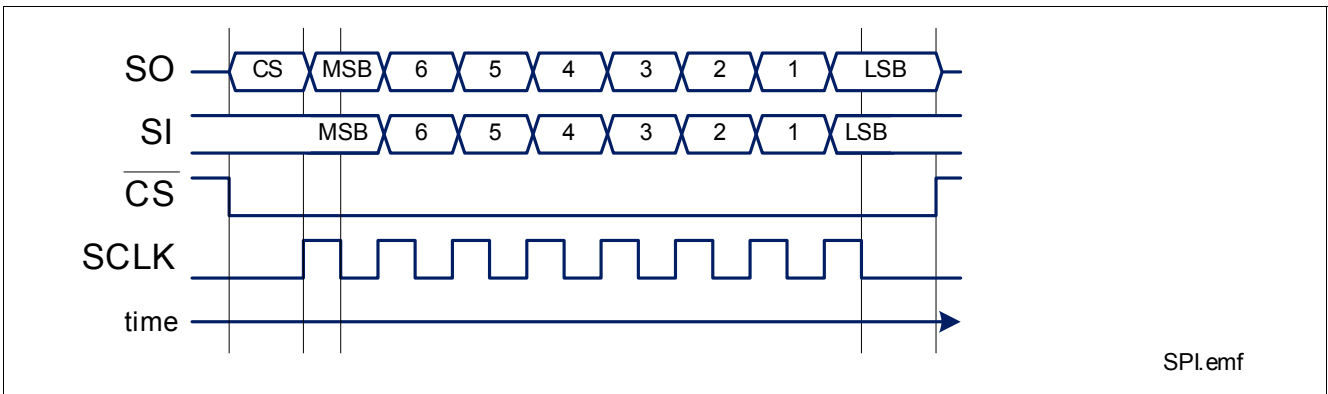 SO CS MSB 6 5 4 3 2 1 LSB
SI MSB 6 5 4 3 2 1 LSB
CS
SCLK
time
SPI.emf